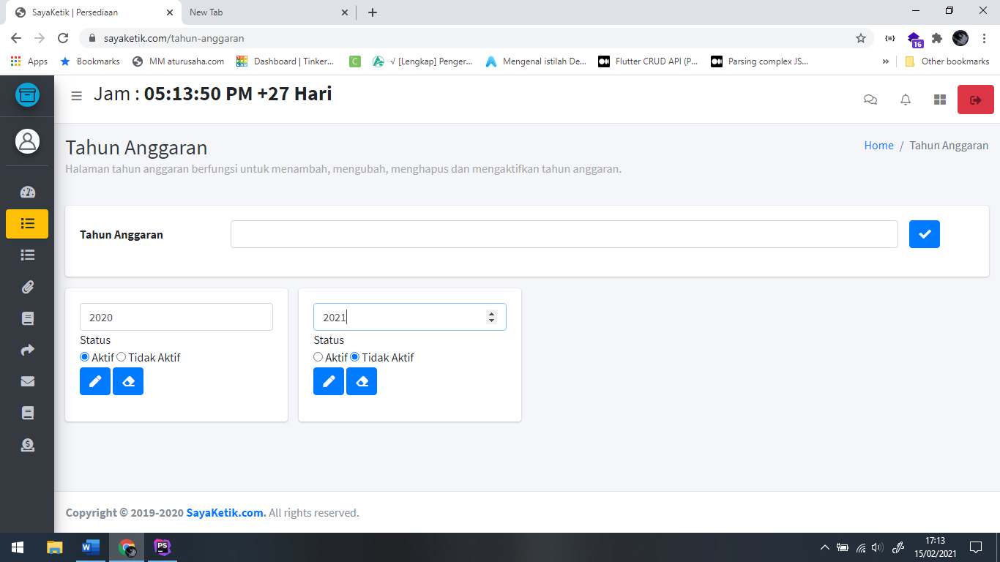 SayaKetik | Persediaan
New Tab
sayaketik.com/tahun-anggaran
16
Apps
Bookmarks
MM aturusaha.com
Dashboard | Tinker...
C
√ [Lengkap] Penger...
Mengenal istilah De...
Flutter CRUD API (P...
Parsing complex JS...
»
Other bookmarks
Jam : 05:13:50 PM +27 Hari
Tahun Anggaran
Home / Tahun Anggaran
Halaman tahun anggaran berfungsi untuk menambah, mengubah, menghapus dan mengaktifkan tahun anggaran.
Tahun Anggaran
2020
Status
Aktif Tidak Aktif
2021
Status
Aktif Tidak Aktif
Copyright © 2019-2020 SayaKetik.com. All rights reserved.
W
PS
17:13
15/02/2021